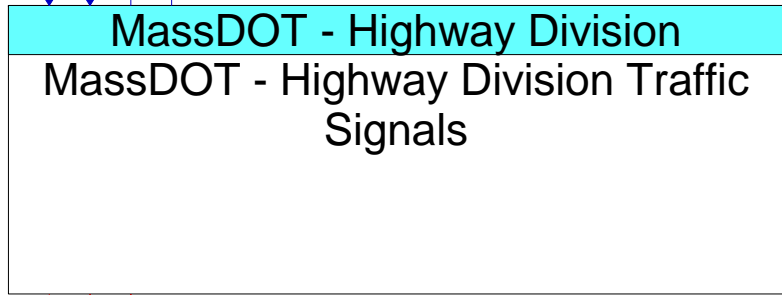 MassDOT - Highway Division
MassDOT - Highway Division Traffic
Signals